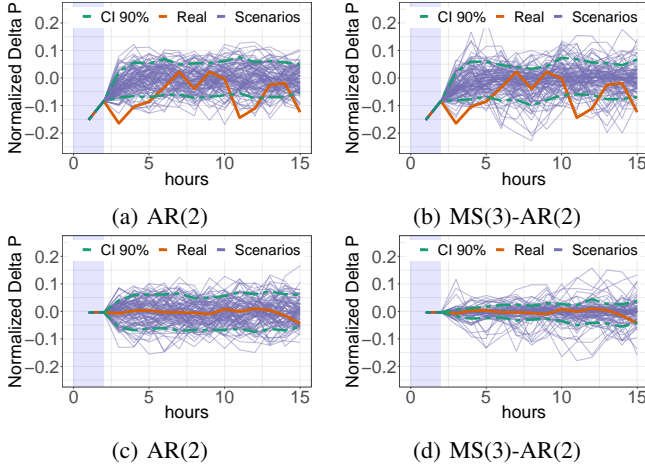 Normalized Delta P
0.2
0.1
0.0
−0.1
−0.2
CI 90% Real Scenarios
0 5 10 15
hours
(a) AR(2)
Normalized Delta P
0.2
0.1
0.0
−0.1
−0.2
CI 90% Real Scenarios
0 5 10 15
hours
(b) MS(3)-AR(2)
Normalized Delta P
0.2
0.1
0.0
−0.1
−0.2
CI 90% Real Scenarios
0 5 10 15
hours
(c) AR(2)
Normalized Delta P
0.2
0.1
0.0
−0.1
−0.2
CI 90% Real Scenarios
0 5 10 15
hours
(d) MS(3)-AR(2)